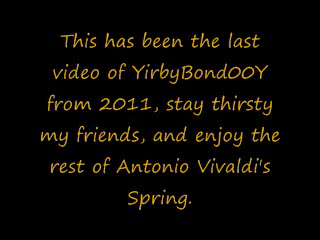 This has been the last
video of YirbyBond00Y
from 2011, stay thirsty
my friends, and enjoy the
rest of Antonio Vivaldi's
Spring.